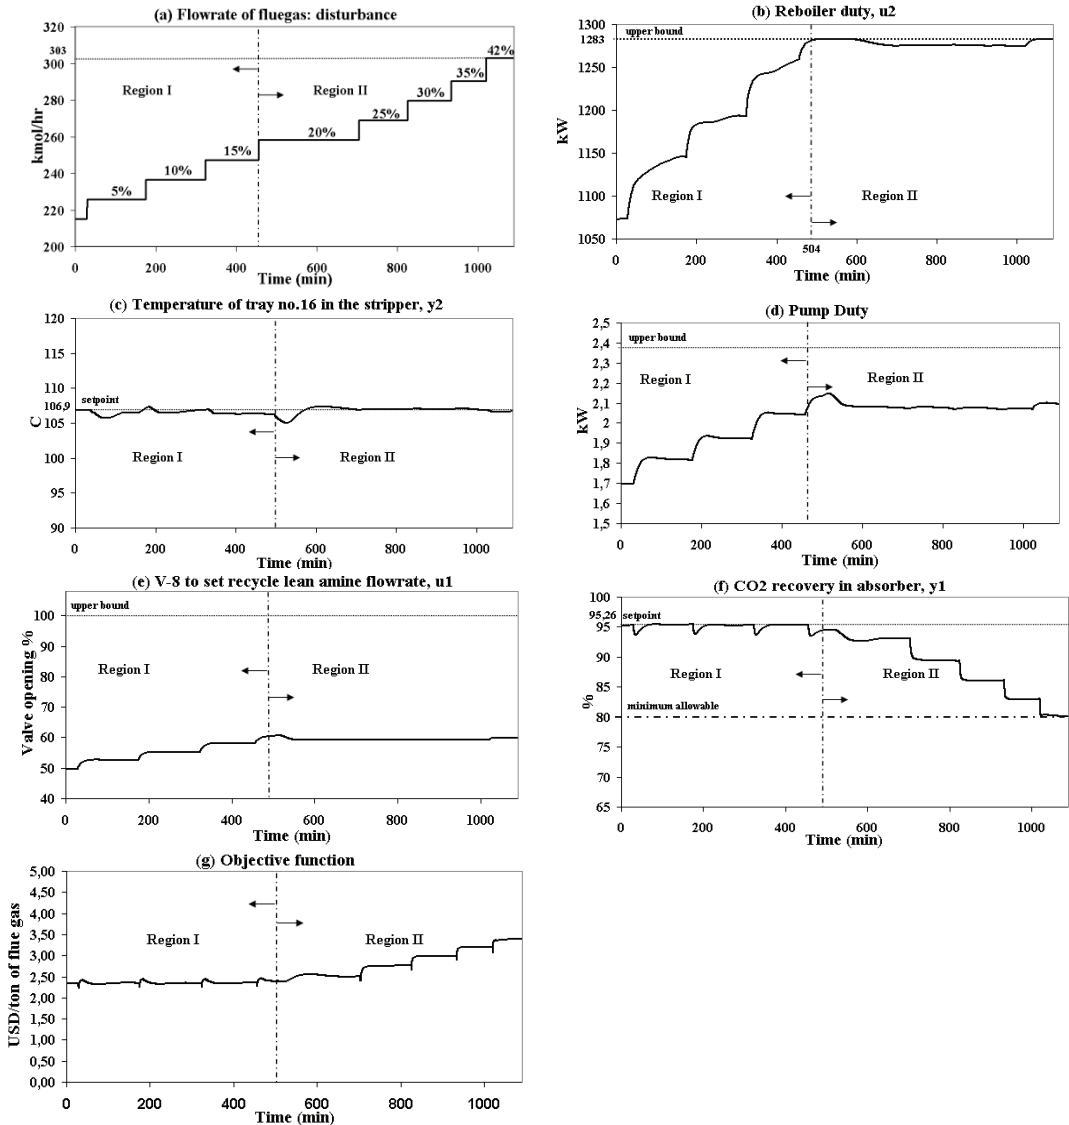 (a) Flowrate of fluegas: disturbance
kmol/hr
320
303
300
280
260
240
220
200
5%
10%
15%
20%
25%
30%
35%
42%
Region I
Region II
0 200 400 600 800 1000
Time (min)
(b) Reboiler duty, u2
kW
1300
upper bound
1283
1250
1200
1150
1100
1050
Region I
Region II
504
0 200 400 600 800 1000
Time (min)
(c) Temperature of tray no.16 in the stripper, y2
C
120
115
110
setpoint
106,9
105
100
95
90
Region I
Region II
0 200 400 600 800 1000
Time (min)
(d) Pump Duty
kW
2,5
2,4
2,3
2,2
2,1
2
1,9
1,8
1,7
1,6
1,5
upper bound
Region I
Region II
0 200 400 600 800 1000
Time (min)
(e) V-8 to set recycle lean amine flowrate, u1
Valve opening %
upper bound
100
90
80
70
60
50
40
Region I
Region II
0 200 400 600 800 1000
Time (min)
(f) CO2 recovery in absorber, y1
%
100
95,26 setpoint
95
90
85
80
75
70
65
Region I
Region II
minimum allowable
0 200 400 600 800 1000
Time (min)
(g) Objective function
USD/ton of flue gas
5,00
4,50
4,00
3,50
3,00
2,50
2,00
1,50
1,00
0,50
0,00
Region I
Region II
0 200 400 600 800 1000
Time (min)